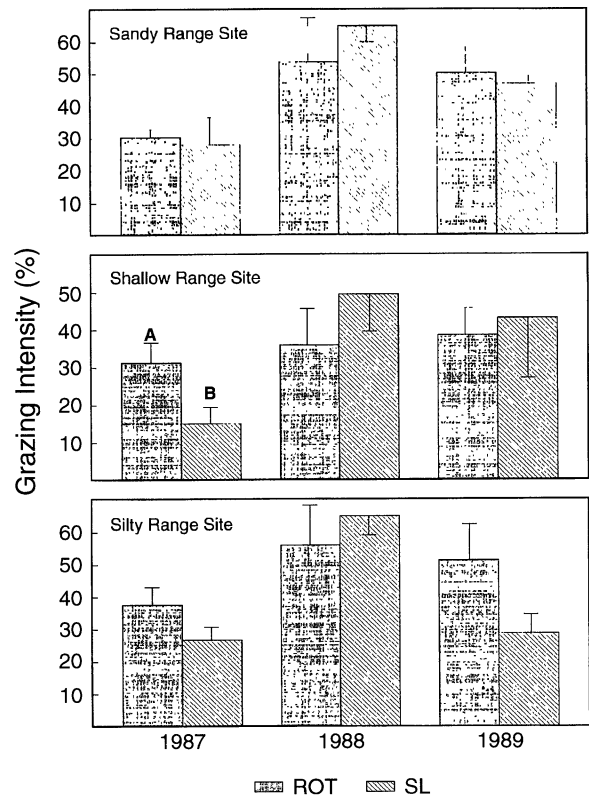 Grazing Intensity (%)
Sandy Range Site
60
50
40
30
20
10
Shallow Range Site
50
40
30
20
10
A
B
Silty Range Site
60
50
40
30
20
10
1987 1988 1989
ROT SL